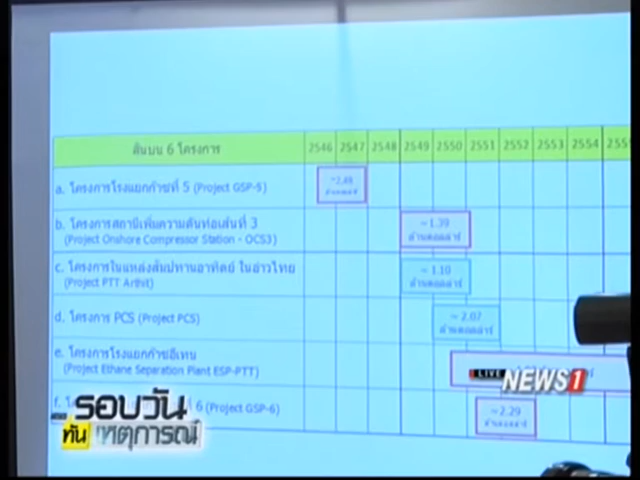 สินบน 6 โครงการ 2546 2547 2548 2549 2550 2551 2552 2553 2554
a. โครงการโรงแยกก๊าซที่ 5 (Project GSP-5)
b. โครงการสถานีเพิ่มความดันท่อเส้นที่ 3
(Project Onshore Compressor Station - OCS3)
~ 1.39
ล้านดอลล่าร์
c. โครงการในแหล่งสัมปทานอาทิตย์ ในอ่าวไทย
(Project PTT Arthit)
~ 1.10
ล้านดอลล่าร์
d. โครงการ PCS (Project PCS)
~ 2.07
ล้านดอลล่าร์
e. โครงการโรงแยกก๊าซอีเทน
(Project Ethane Separation Plant ESP-PTT)
LIVE NEWS1
f. 6 (Project GSP-6)
~ 2.29
ล้านดอลล่าร์
รอบวัน
ทัน เหตุการณ์